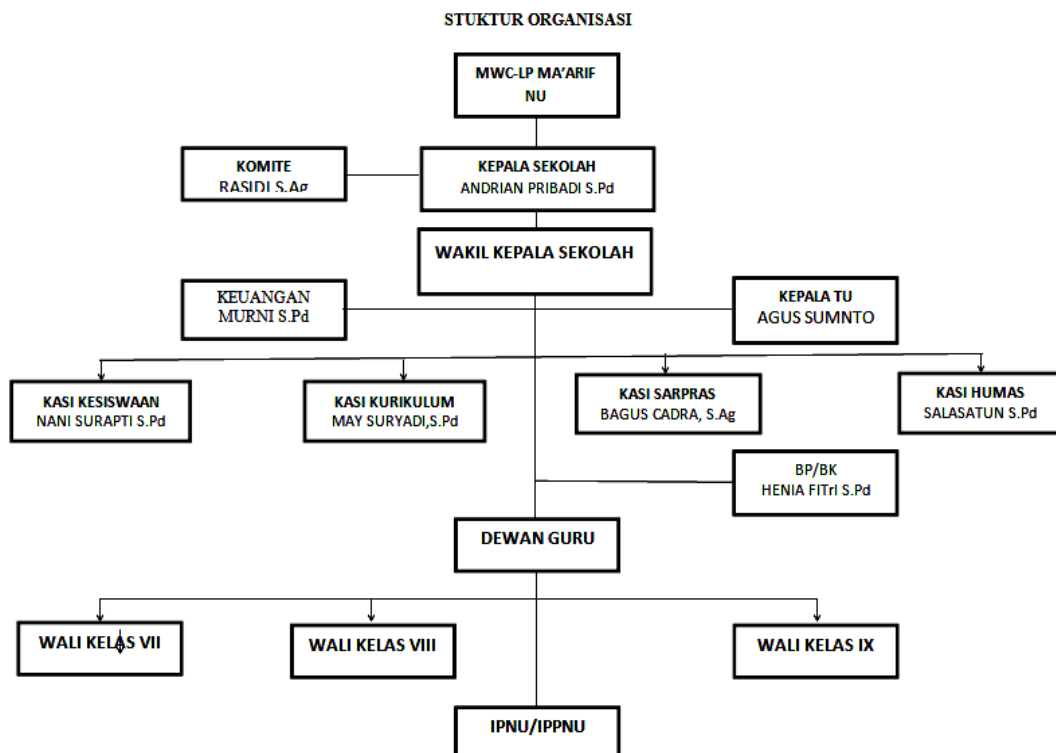 STUKTUR ORGANISASI
MWC-LP MA'ARIF
NU
KOMITE
RASIDI S.Ag
KEPALA SEKOLAH
ANDRIAN PRIBADI S.Pd
WAKIL KEPALA SEKOLAH
KEUANGAN
MURNI S.Pd
KEPALA TU
AGUS SUMNTO
KASI KESISWAAN
NANI SURAPTI S.Pd
KASI KURIKULUM
MAY SURYADI,S.Pd
KASI SARPRAS
BAGUS CADRA, S.Ag
KASI HUMAS
SALASATUN S.Pd
BP/BK
HENIA FITrI S.Pd
DEWAN GURU
WALI KELAS VII
WALI KELAS VIII
WALI KELAS IX
IPNU/IPPNU